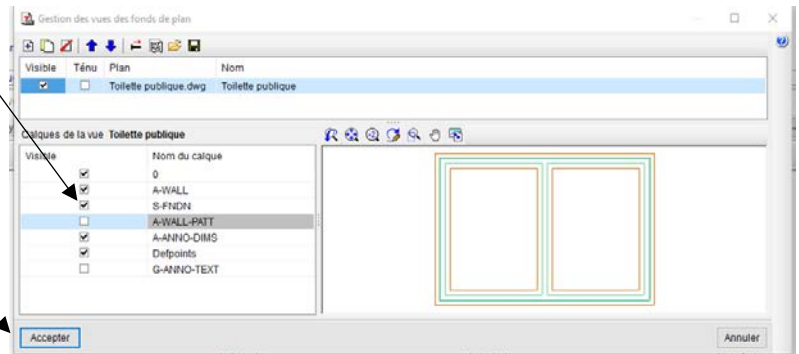 Gestion des vues des fonds de plan
Visible Ténu Plan Nom
Toilette publique.dwg Toilette publique
Calques de la vue Toilette publique
Visible Nom du calque
0
A-WALL
S-FNDN
A-WALL-PATT
A-ANNO-DIMS
Defpoints
G-ANNO-TEXT
Accepter Annuler